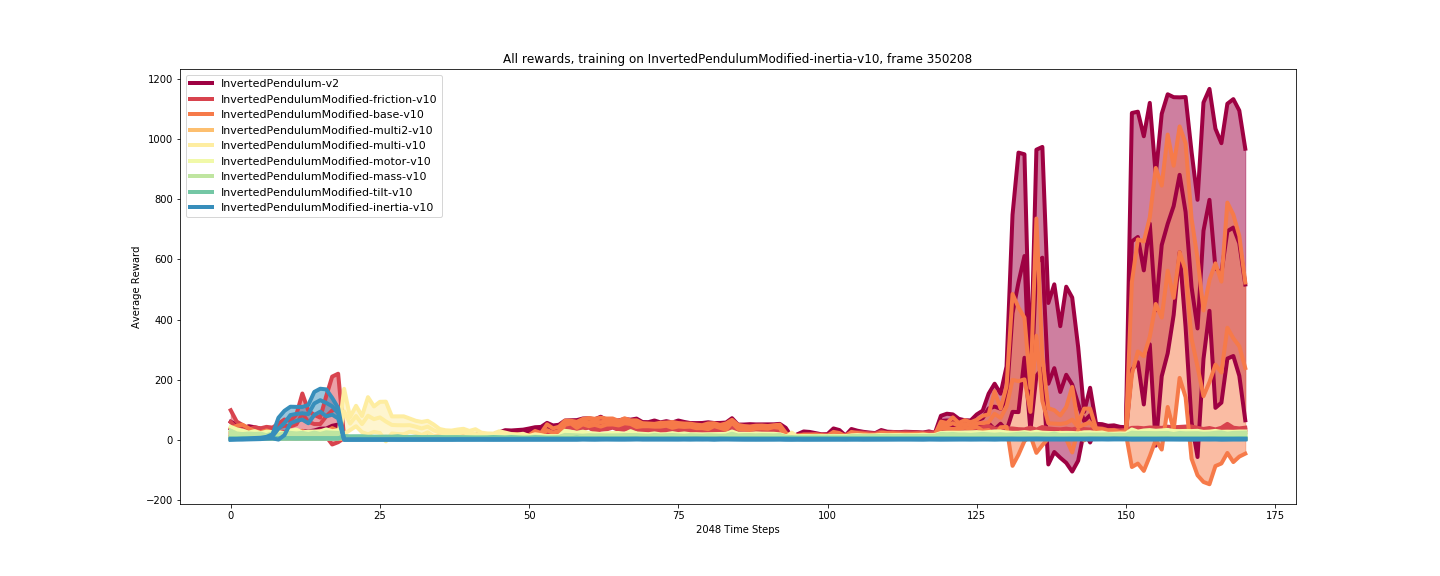 All rewards, training on InvertedPendulumModified-inertia-v10, frame 350208
InvertedPendulum-v2
InvertedPendulumModified-friction-v10
InvertedPendulumModified-base-v10
InvertedPendulumModified-multi2-v10
InvertedPendulumModified-multi-v10
InvertedPendulumModified-motor-v10
InvertedPendulumModified-mass-v10
InvertedPendulumModified-tilt-v10
InvertedPendulumModified-inertia-v10
Average Reward
1200
1000
800
600
400
200
0
−200
0 25 50 75 100 125 150 175
2048 Time Steps